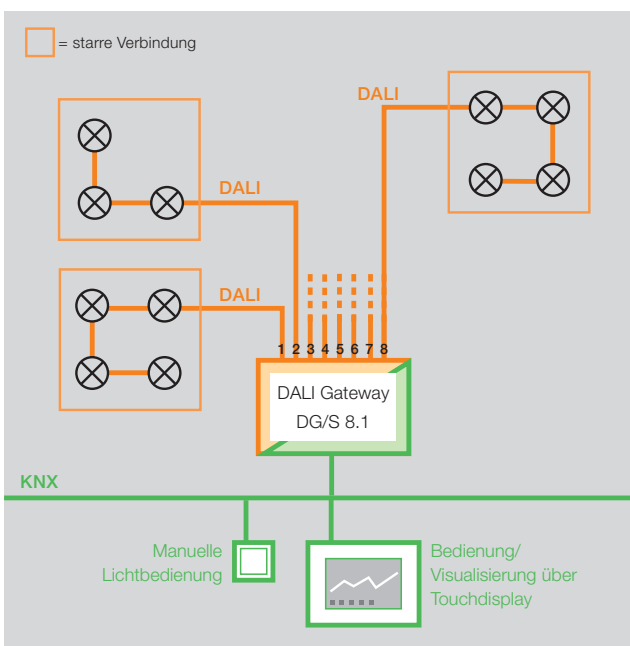 = starre Verbindung
DALI
DALI
DALI
1 2 3 4 5 6 7 8
DALI Gateway
DG/S 8.1
KNX
Manuelle
Lichtbedienung
Bedienung/
Visualisierung über
Touchdisplay